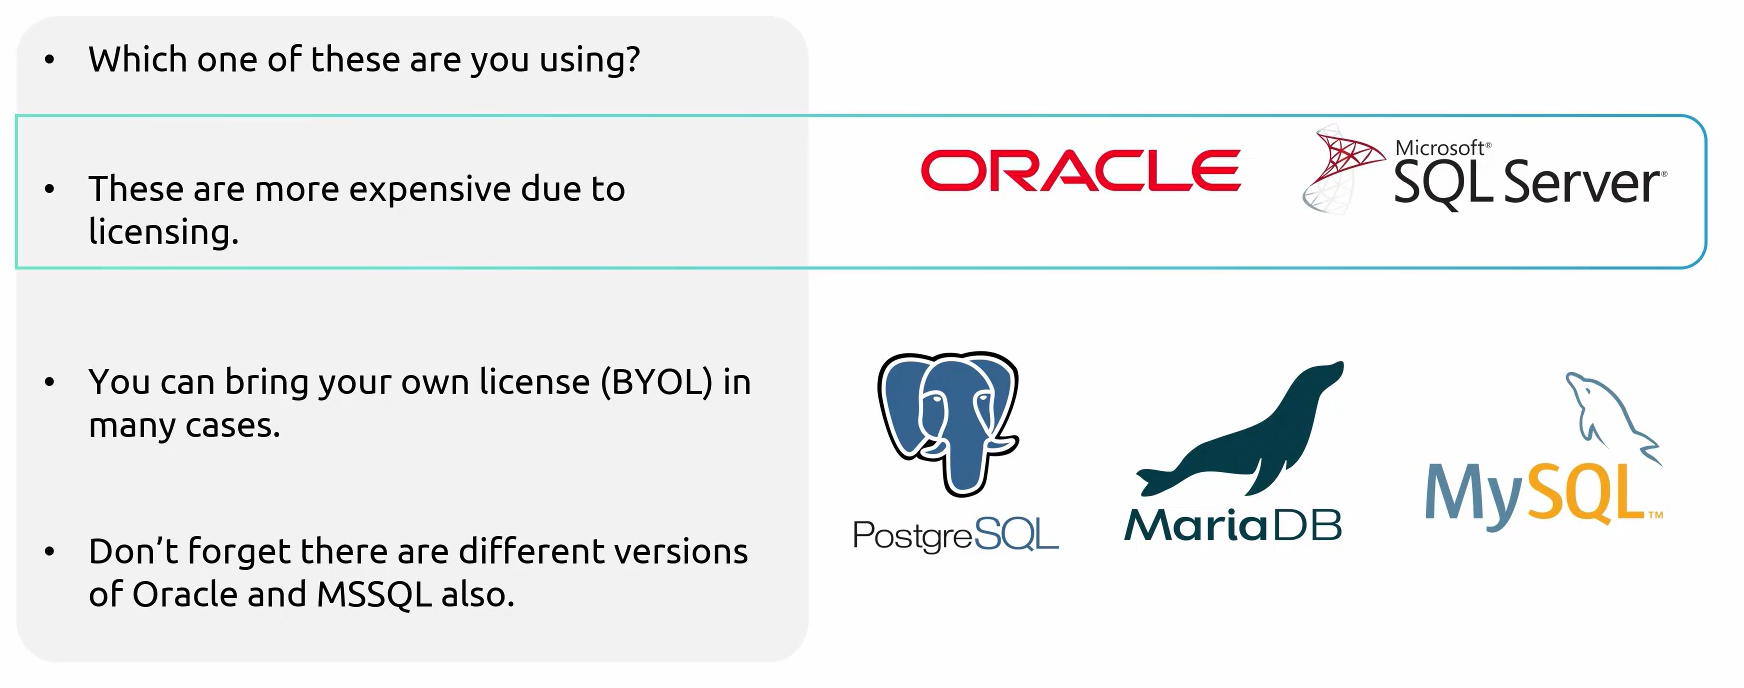 • Which one of these are you using?
• These are more expensive due to
licensing.
ORACLE
Microsoft®
SQL Server®
• You can bring your own license (BYOL) in
many cases.
• Don’t forget there are different versions
of Oracle and MSSQL also.
PostgreSQL
MariaDB
MySQL™